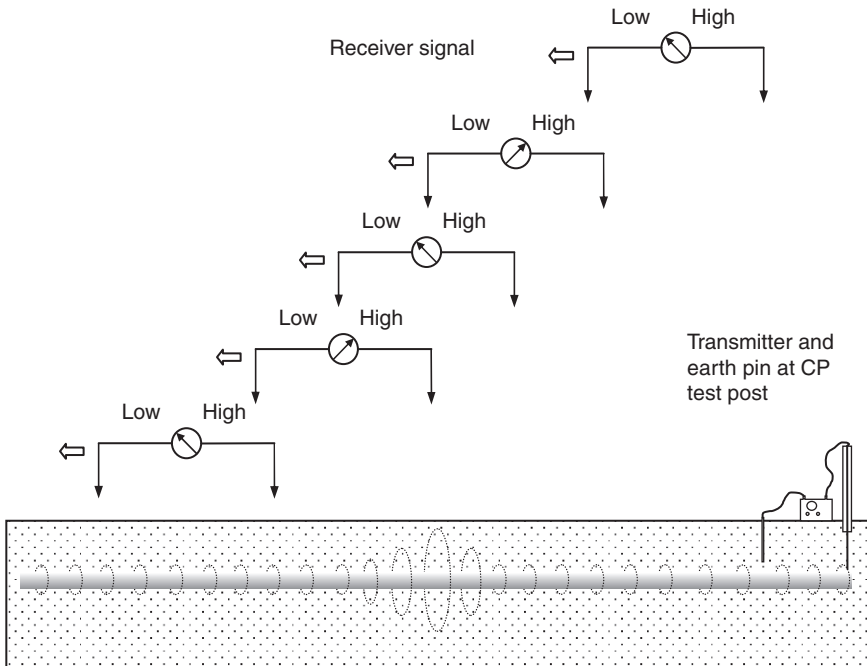 Low High
Receiver signal
Low High
Low High
Low High
Transmitter and
earth pin at CP
test post
Low High